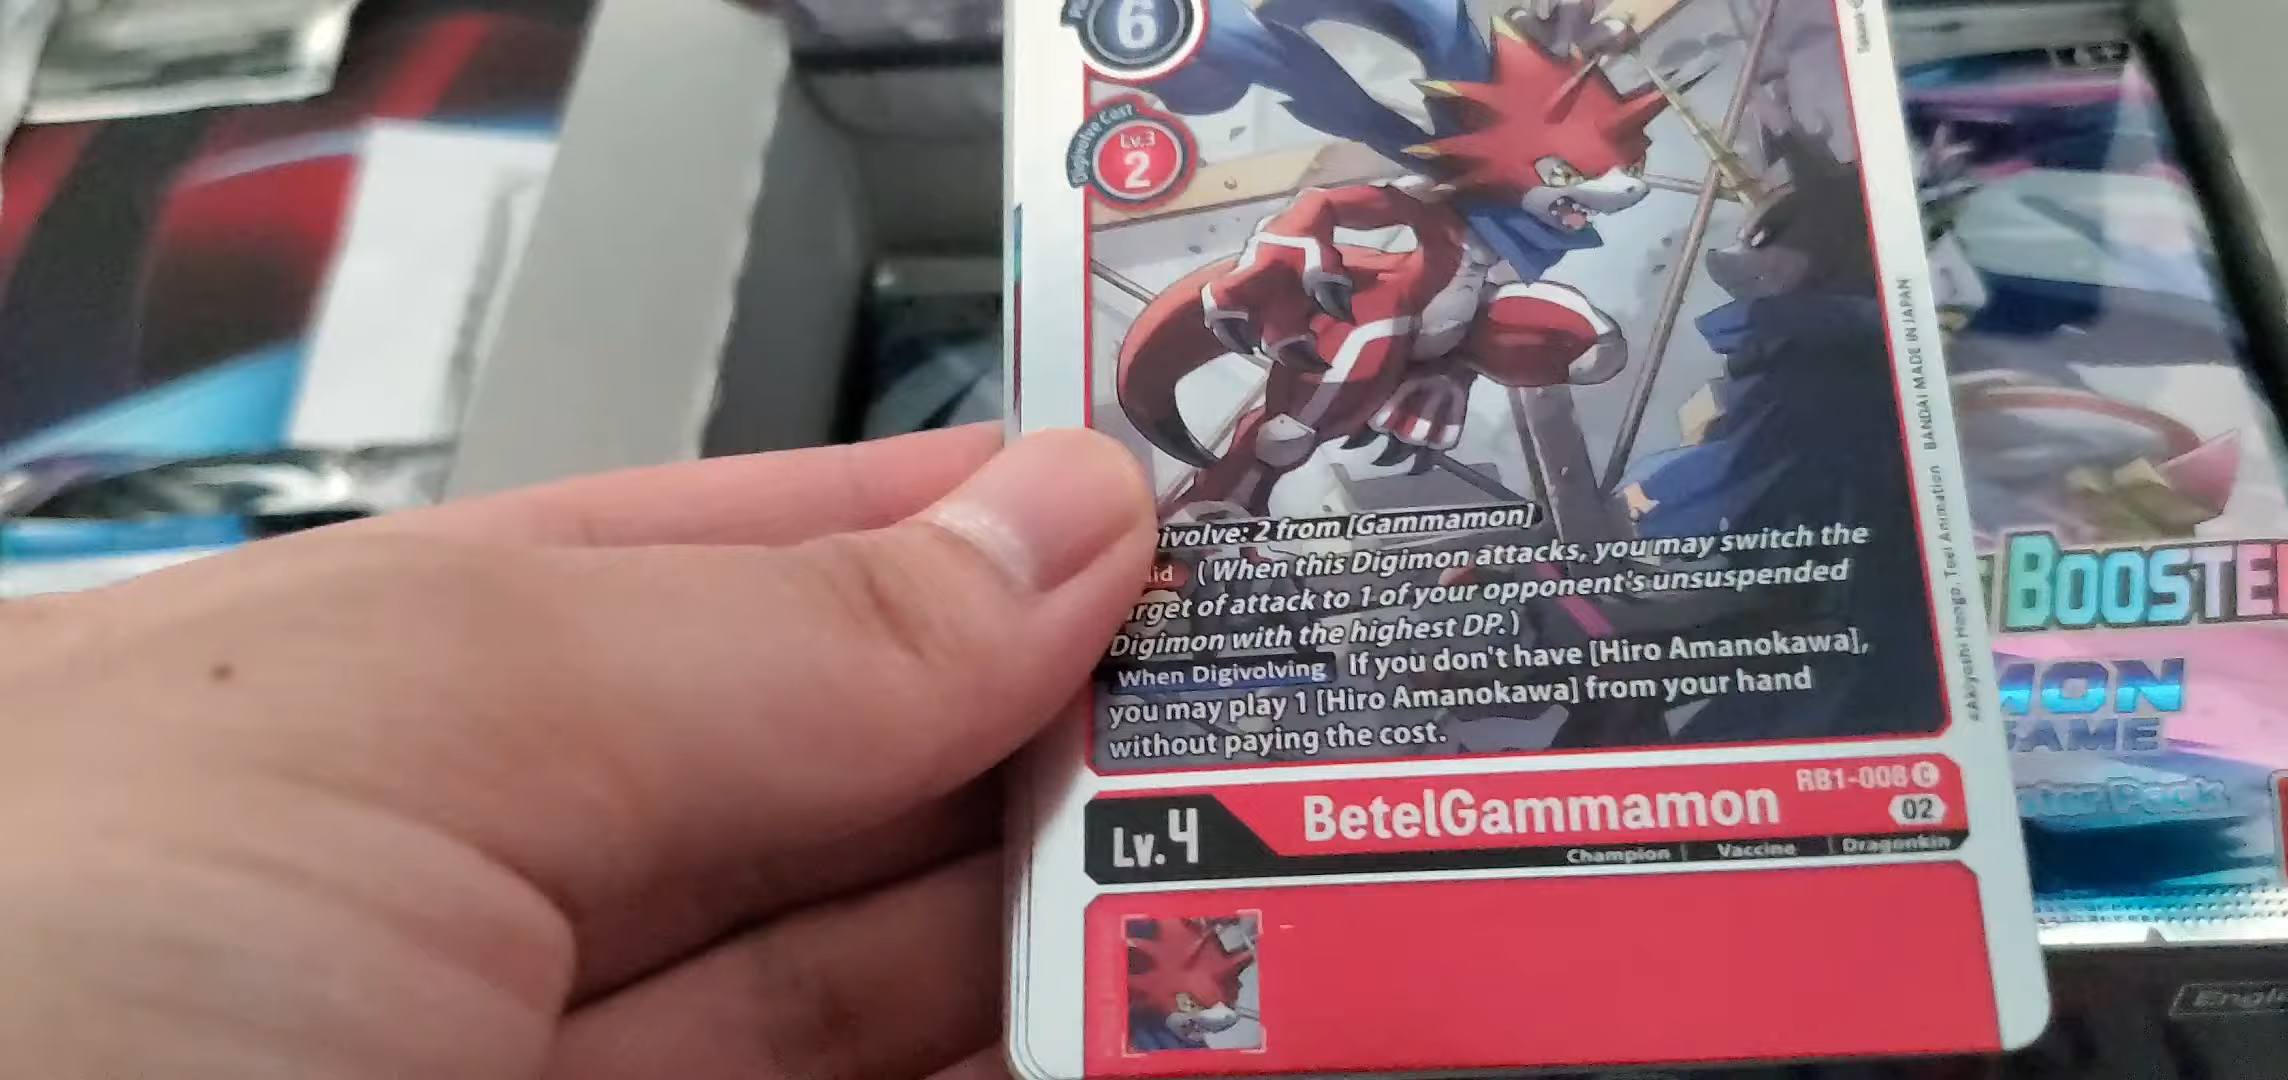 6
Digivolve Cost
Lv.3
2
ivolve: 2 from [Gammamon]
id (When this Digimon attacks, you may switch the
rget of attack to 1 of your opponent's unsuspended
Digimon with the highest DP.)
When Digivolving If you don't have [Hiro Amanokawa],
you may play 1 [Hiro Amanokawa] from your hand
without paying the cost.
RB1-008 C
Lv.4 BetelGammamon 02
Champion | Vaccine | Dragonkin
©Akiyoshi Hongo, Toei Animation BANDAI MADE IN JAPAN
BOOSTE
MON
GAME
ster Pack